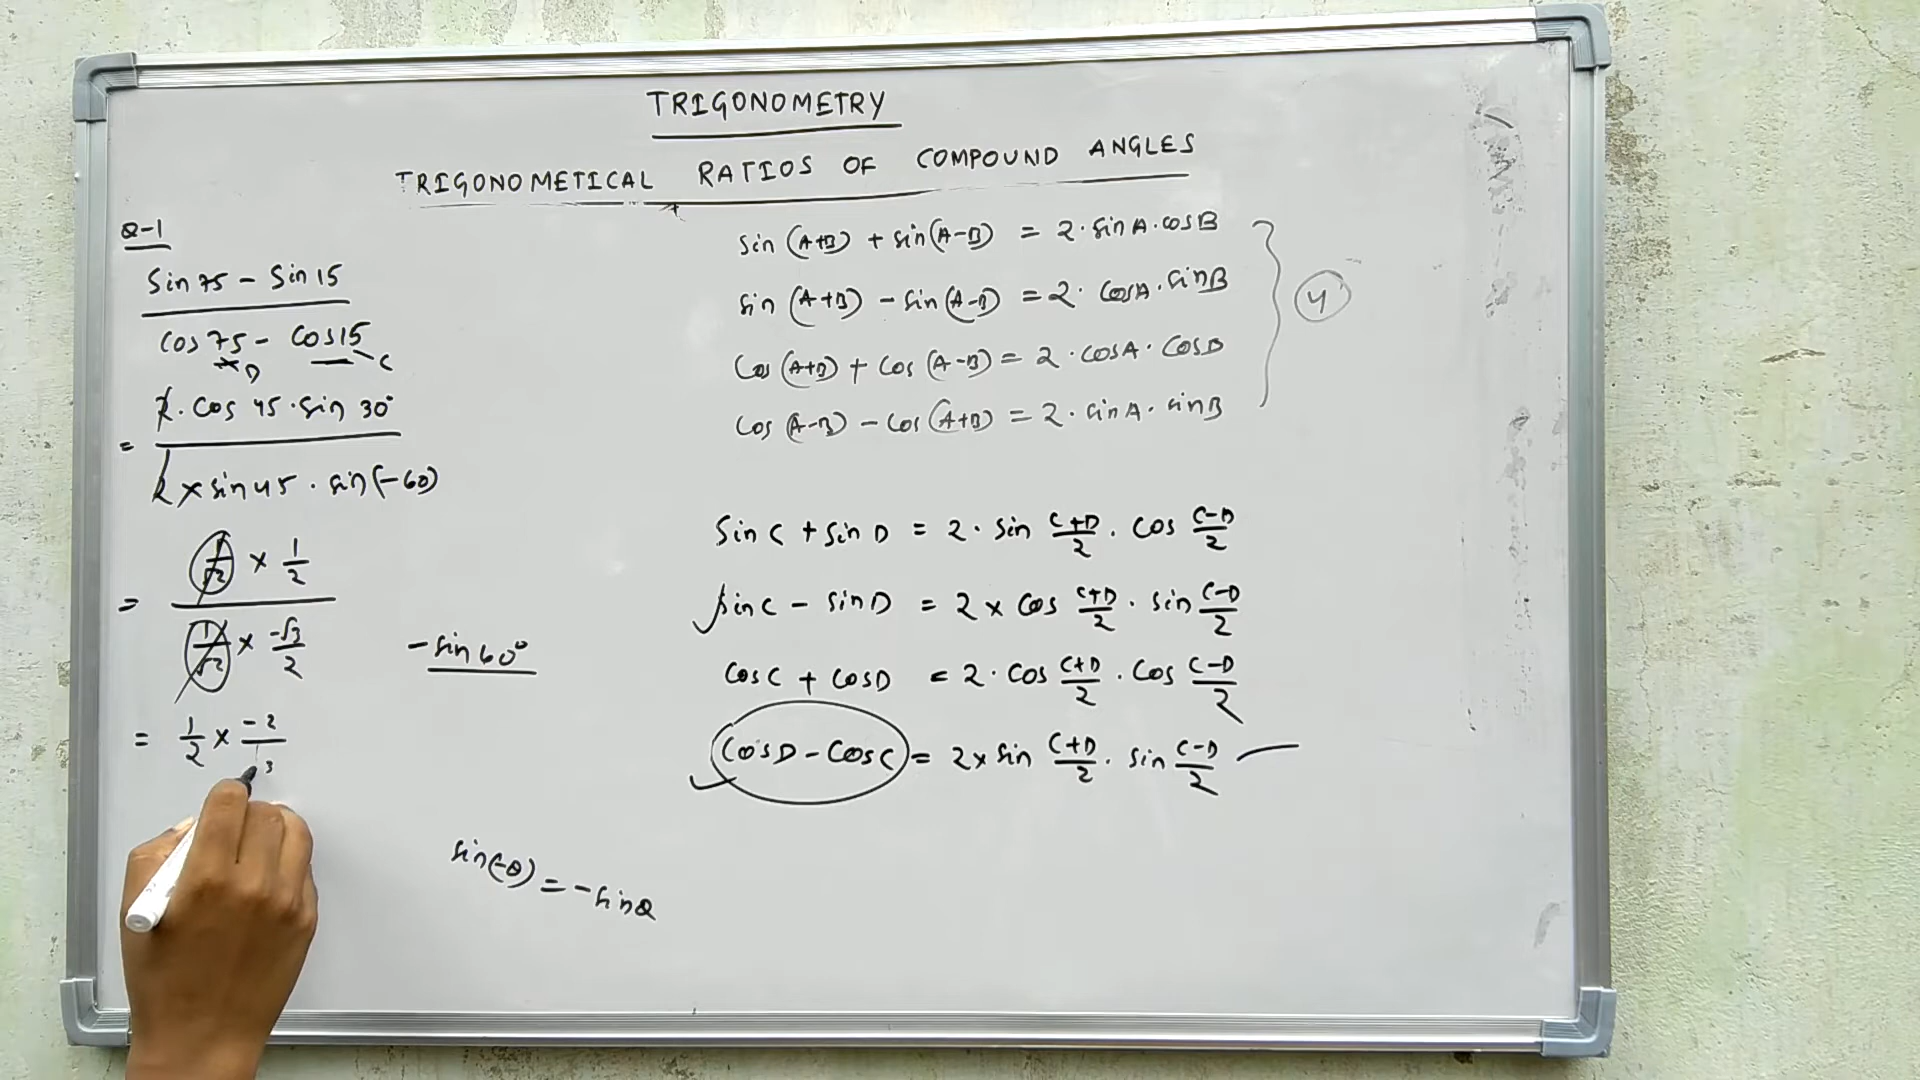 TRIGONOMETRY
TRIGONOMETICAL RATIOS OF COMPOUND ANGLES
Q-1
Sin 75 - Sin 15
Cos 75 - Cos 15
D C
2 . Cos 45 . Sin 30°
=
2 x sin 45 . sin(-60)
= 1/√2 x 1/2
1/√2 x -√3/2
- sin 60°
= 1/2 x -2/
3
Sin (A+B) + sin (A-B) = 2 . sin A . cos B
Sin (A+B) - sin (A-B) = 2 . cos A . sin B
Cos (A+B) + cos (A-B) = 2 . cos A . cos B
Cos (A-B) - cos (A+B) = 2 . sin A . sin B
4
Sin C + sin D = 2 . sin C+D/2 . cos C-D/2
sin C - sin D = 2 x cos C+D/2 . sin C-D/2
cos C + cos D = 2 . cos C+D/2 . cos C-D/2
cos D - cos C = 2 x sin C+D/2 . sin C-D/2
sin(-θ) = - sin θ